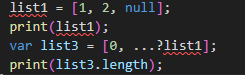 list1 = [1, 2, null];
print(list1);
var list3 = [0, ...?list1];
print(list3.length);